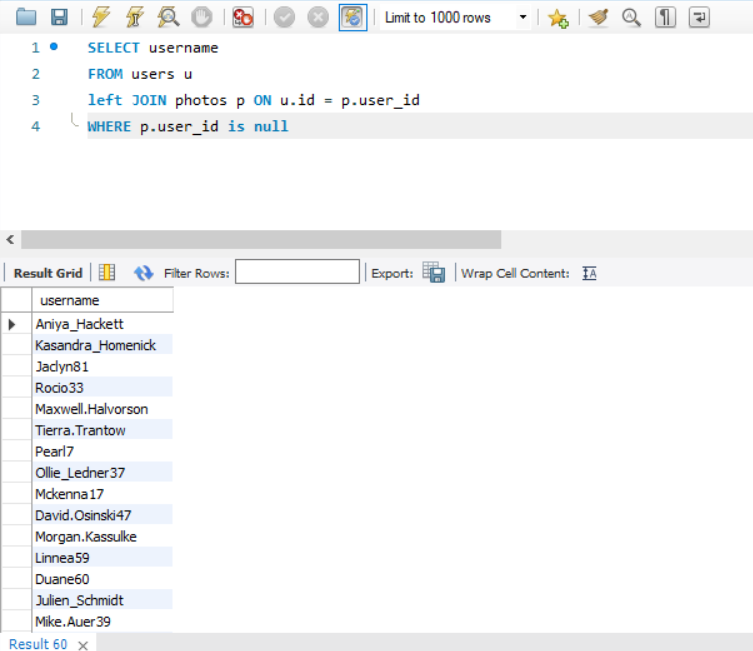 Limit to 1000 rows
1 SELECT username
2 FROM users u
3 left JOIN photos p ON u.id = p.user_id
4 WHERE p.user_id is null
Result Grid Filter Rows: Export: Wrap Cell Content: IA
username
Aniya_Hackett
Kasandra_Homenick
Jaclyn81
Rocio33
Maxwell.Halvorson
Tierra.Trantow
Pearl7
Ollie_Ledner37
Mckenna17
David.Osinski47
Morgan.Kassulke
Linnea59
Duane60
Julien_Schmidt
Mike.Auer39
Result 60